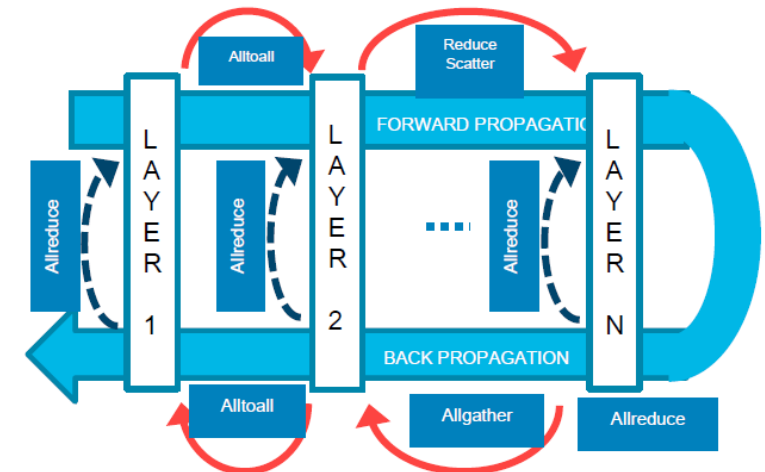 Alltoall
Reduce
Scatter
FORWARD PROPAGATIO
LAYER 1
LAYER 2
LAYER N
Allreduce
Allreduce
Allreduce
BACK PROPAGATION
Alltoall
Allgather
Allreduce